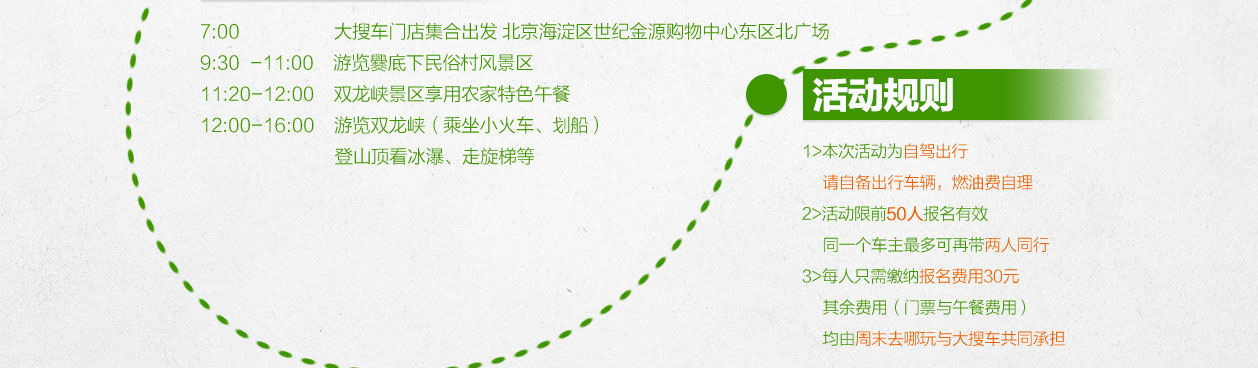 7:00 大搜车门店集合出发 北京海淀区世纪金源购物中心东区北广场
9:30 -11:00 游览爨底下民俗村风景区
11:20-12:00 双龙峡景区享用农家特色午餐
12:00-16:00 游览双龙峡（乘坐小火车、划船）
登山顶看冰瀑、走旋梯等
活动规则
1>本次活动为自驾出行
请自备出行车辆，燃油费自理
2>活动限前50人报名有效
同一个车主最多可再带两人同行
3>每人只需缴纳报名费用30元
其余费用（门票与午餐费用）
均由周末去哪玩与大搜车共同承担